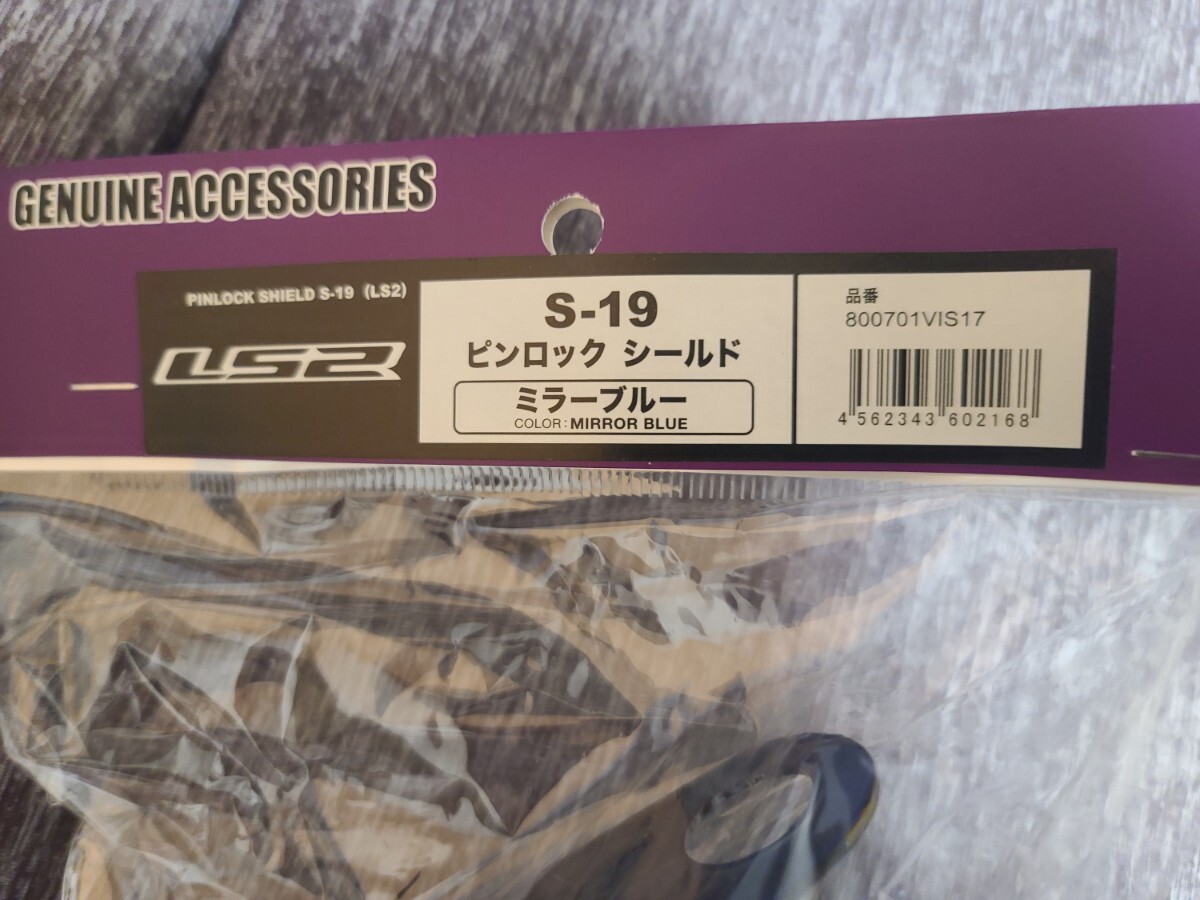 GENUINE ACCESSORIES
PINLOCK SHIELD S-19 (LS2)
LS2
S-19
ピンロック シールド
ミラーブルー
COLOR: MIRROR BLUE
品番
800701VIS17
4 562343 602168